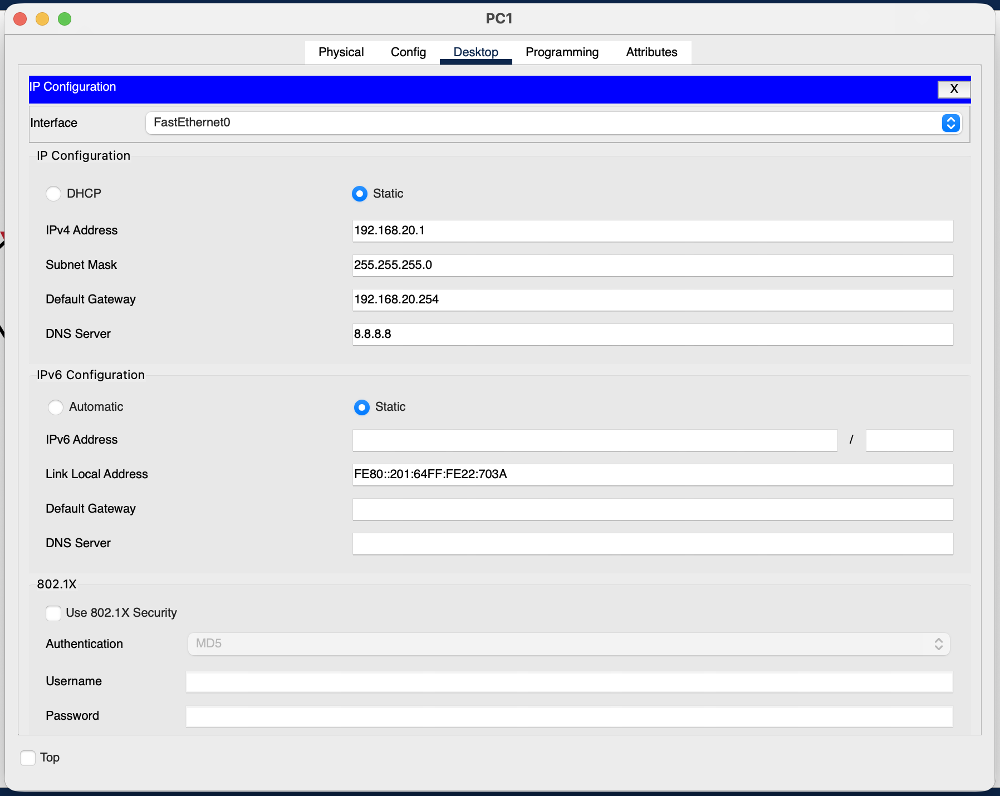 PC1
Physical Config Desktop Programming Attributes
IP Configuration
X
Interface FastEthernet0
IP Configuration
DHCP Static
IPv4 Address 192.168.20.1
Subnet Mask 255.255.255.0
Default Gateway 192.168.20.254
DNS Server 8.8.8.8
IPv6 Configuration
Automatic Static
IPv6 Address /
Link Local Address FE80::201:64FF:FE22:703A
Default Gateway
DNS Server
802.1X
Use 802.1X Security
Authentication MD5
Username
Password
Top